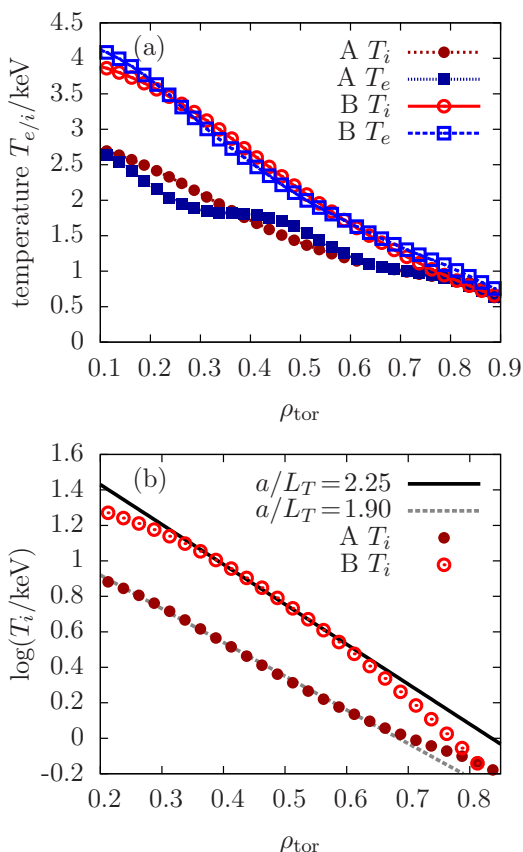 temperature T_{e/i}/keV
4.5
4
3.5
3
2.5
2
1.5
1
0.5
0
(a)
A T_i
A T_e
B T_i
B T_e
0.1 0.2 0.3 0.4 0.5 0.6 0.7 0.8 0.9
ρ_tor
log(T_i/keV)
1.6
1.4
1.2
1
0.8
0.6
0.4
0.2
0
-0.2
(b)
a/L_T = 2.25
a/L_T = 1.90
A T_i
B T_i
0.2 0.3 0.4 0.5 0.6 0.7 0.8
ρ_tor